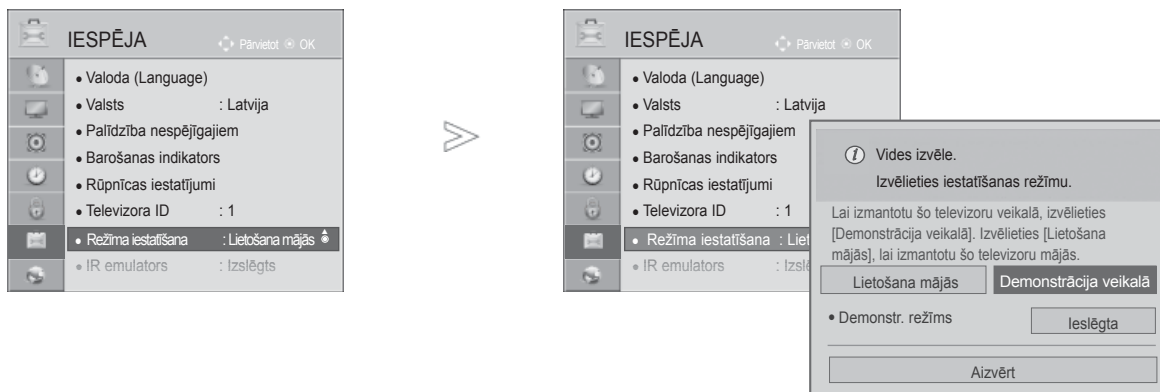 IESPĒJA
Pārvietot OK
• Valoda (Language)
• Valsts : Latvija
• Palīdzība nespējīgajiem
• Barošanas indikators
• Rūpnīcas iestatījumi
• Televizora ID : 1
• Režīma iestatīšana : Lietošana mājās
• IR emulators : Izslēgts
>
IESPĒJA
Pārvietot OK
• Valoda (Language)
• Valsts : Latvija
• Palīdzība nespējīgajiem
• Barošanas indikators
• Rūpnīcas iestatījumi
• Televizora ID : 1
• Režīma iestatīšana : Liet
• IR emulators : Izslē
i Vides izvēle.
Izvēlieties iestatīšanas režīmu.
Lai izmantotu šo televizoru veikalā, izvēlieties
[Demonstrācija veikalā]. Izvēlieties [Lietošana
mājās], lai izmantotu šo televizoru mājās.
Lietošana mājās Demonstrācija veikalā
• Demonstr. režīms Ieslēgta
Aizvērt